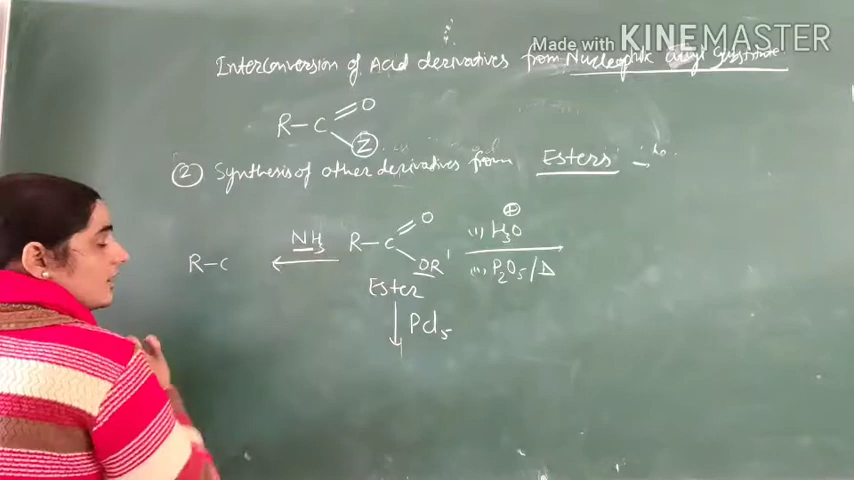 Made with KINEMASTER
Interconversion of Acid derivatives from Nucleophilic acyl
R–C=O
Z
② Synthesis of other derivatives from Esters –
R–C ← NH₃ R–C=O (i) H₃O⊕ →
OR' (ii) P₂O₅/Δ
Ester
↓ PCl₅